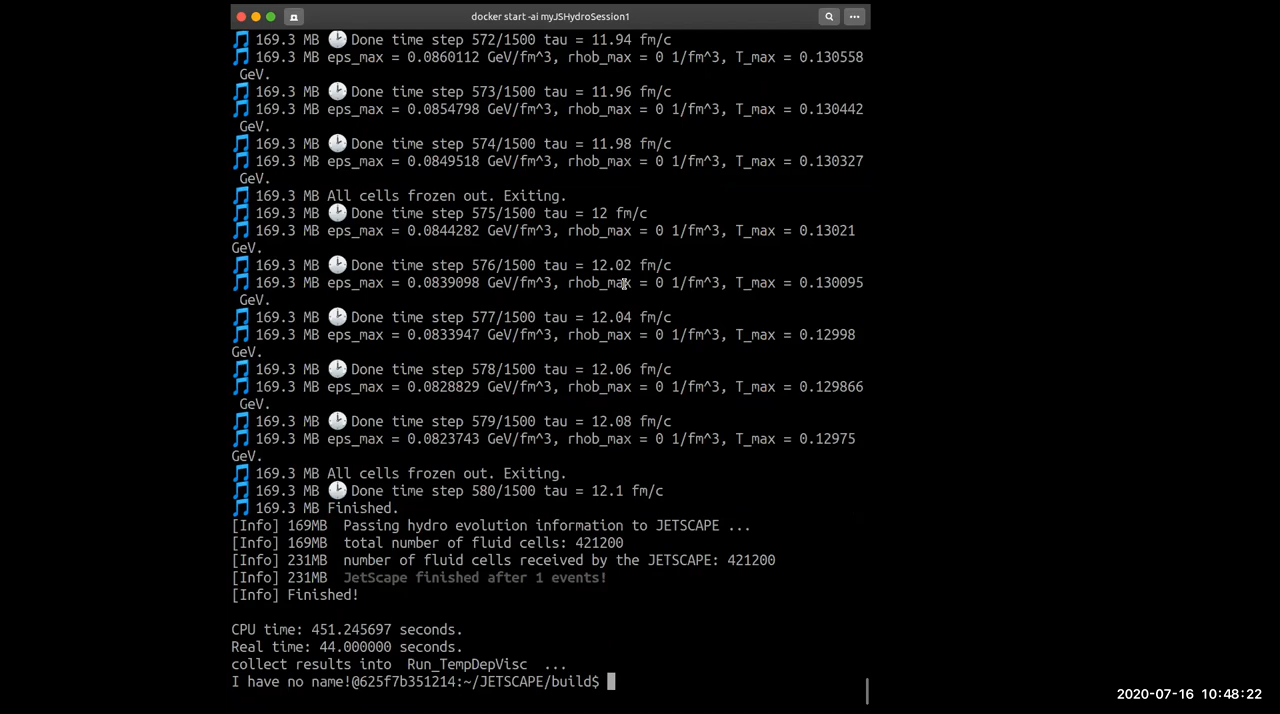 docker start -ai myJSHydroSession1
169.3 MB Done time step 572/1500 tau = 11.94 fm/c
169.3 MB eps_max = 0.0860112 GeV/fm^3, rhob_max = 0 1/fm^3, T_max = 0.130558
GeV.
169.3 MB Done time step 573/1500 tau = 11.96 fm/c
169.3 MB eps_max = 0.0854798 GeV/fm^3, rhob_max = 0 1/fm^3, T_max = 0.130442
GeV.
169.3 MB Done time step 574/1500 tau = 11.98 fm/c
169.3 MB eps_max = 0.0849518 GeV/fm^3, rhob_max = 0 1/fm^3, T_max = 0.130327
GeV.
169.3 MB All cells frozen out. Exiting.
169.3 MB Done time step 575/1500 tau = 12 fm/c
169.3 MB eps_max = 0.0844282 GeV/fm^3, rhob_max = 0 1/fm^3, T_max = 0.13021
GeV.
169.3 MB Done time step 576/1500 tau = 12.02 fm/c
169.3 MB eps_max = 0.0839098 GeV/fm^3, rhob_max = 0 1/fm^3, T_max = 0.130095
GeV.
169.3 MB Done time step 577/1500 tau = 12.04 fm/c
169.3 MB eps_max = 0.0833947 GeV/fm^3, rhob_max = 0 1/fm^3, T_max = 0.12998
GeV.
169.3 MB Done time step 578/1500 tau = 12.06 fm/c
169.3 MB eps_max = 0.0828829 GeV/fm^3, rhob_max = 0 1/fm^3, T_max = 0.129866
GeV.
169.3 MB Done time step 579/1500 tau = 12.08 fm/c
169.3 MB eps_max = 0.0823743 GeV/fm^3, rhob_max = 0 1/fm^3, T_max = 0.12975
GeV.
169.3 MB All cells frozen out. Exiting.
169.3 MB Done time step 580/1500 tau = 12.1 fm/c
169.3 MB Finished.
[Info] 169MB  Passing hydro evolution information to JETSCAPE ...
[Info] 169MB  total number of fluid cells: 421200
[Info] 231MB  number of fluid cells received by the JETSCAPE: 421200
[Info] 231MB  JetScape finished after 1 events!
[Info] Finished!
CPU time: 451.245697 seconds.
Real time: 44.000000 seconds.
collect results into  Run_TempDepVisc  ...
I have no name!@625f7b351214:~/JETSCAPE/build$
2020-07-16 10:48:22